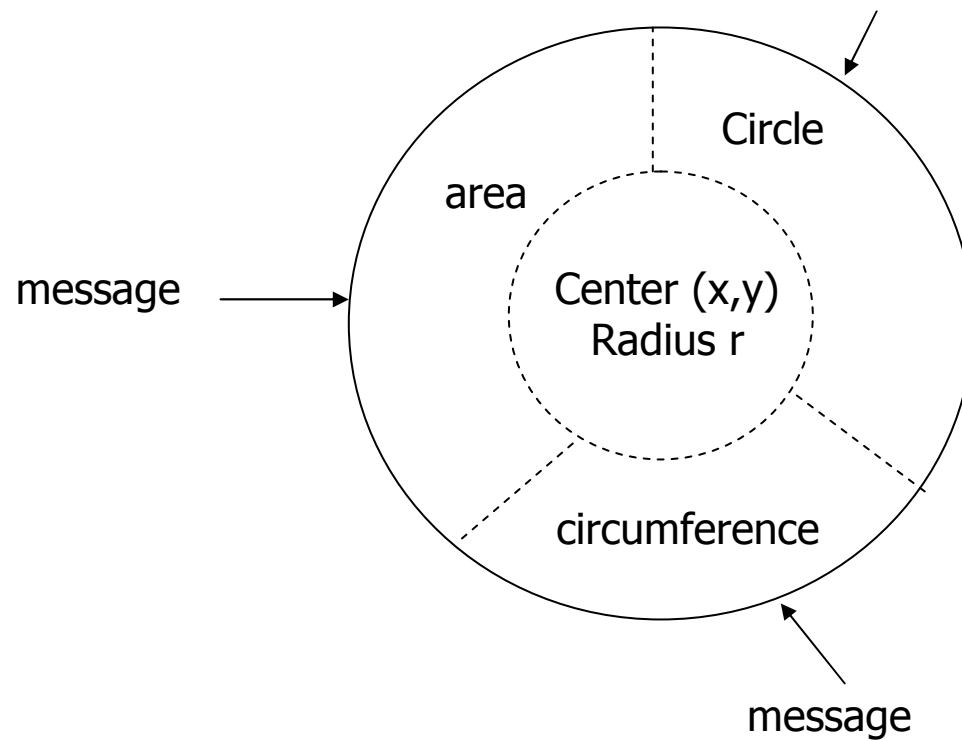 Circle
area
message
Center (x,y)
Radius r
circumference
message